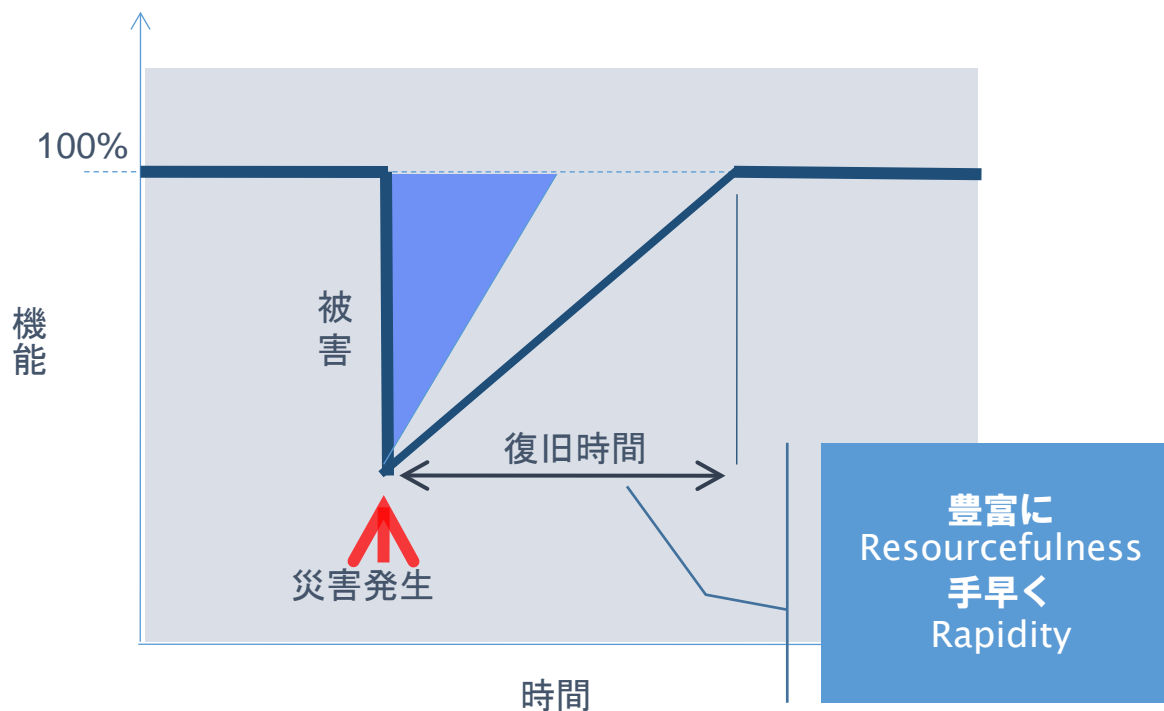 100%
機能
被害
復旧時間
災害発生
時間
豊富に
Resourcefulness
手早く
Rapidity